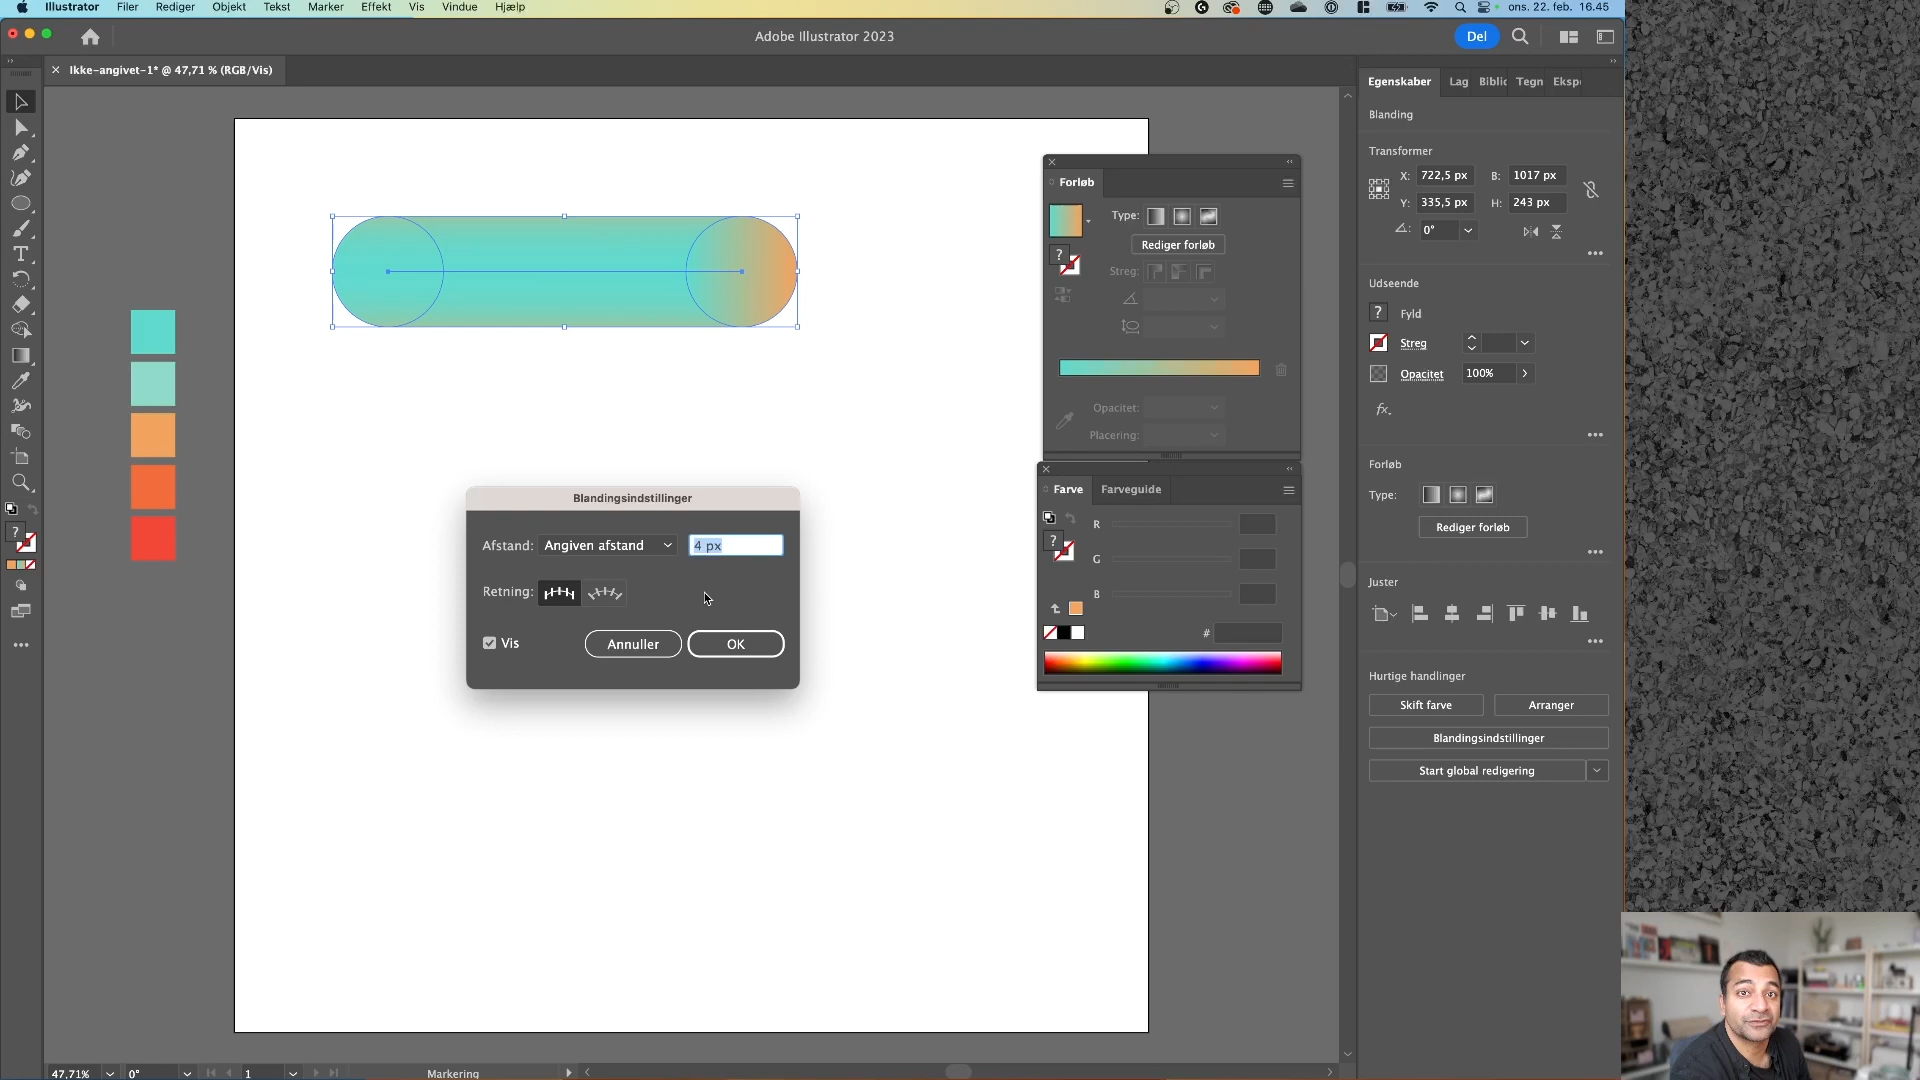 Illustrator Filer Rediger Objekt Tekst Marker Effekt Vis Vindue Hjælp
ons. 22. feb. 16.45
Adobe Illustrator 2023
Del
Ikke-angivet-1* @ 47,71 % (RGB/Vis)
Egenskaber Lag Biblic Tegn Ekspo
Blanding
Transformer
X: 722,5 px B: 1017 px
Y: 335,5 px H: 243 px
0°
Udseende
? Fyld
Streg
Opacitet 100%
fx.
Forløb
Type:
Rediger forløb
Juster
Hurtige handlinger
Skift farve Arranger
Blandingsindstillinger
Start global redigering
Forløb
Type:
Rediger forløb
?
Streg:
Opacitet:
Placering:
Farve Farveguide
R
?
G
B
#
Blandingsindstillinger
Afstand: Angiven afstand 4 px
Retning:
Vis Annuller OK
T
?
47,71% 0° 1 Markering